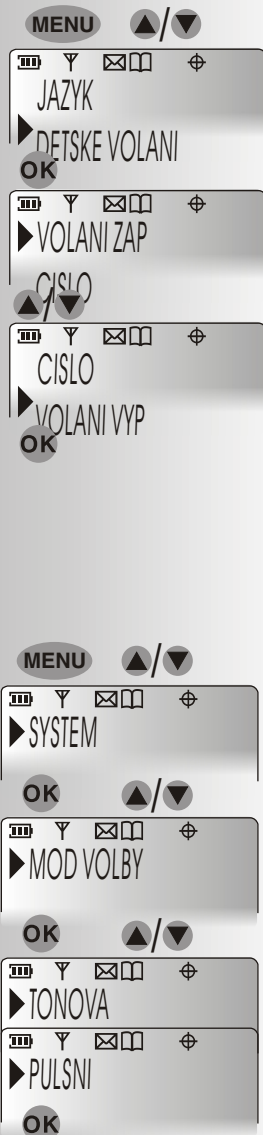 MENU ▲/▼
JAZYK
▶DETSKE VOLANI
OK
▶VOLANI ZAP
CISLO
▲/▼
CISLO
▶VOLANI VYP
OK
MENU ▲/▼
▶SYSTEM
OK ▲/▼
▶MOD VOLBY
OK ▲/▼
▶TONOVA
▶PULSNI
OK